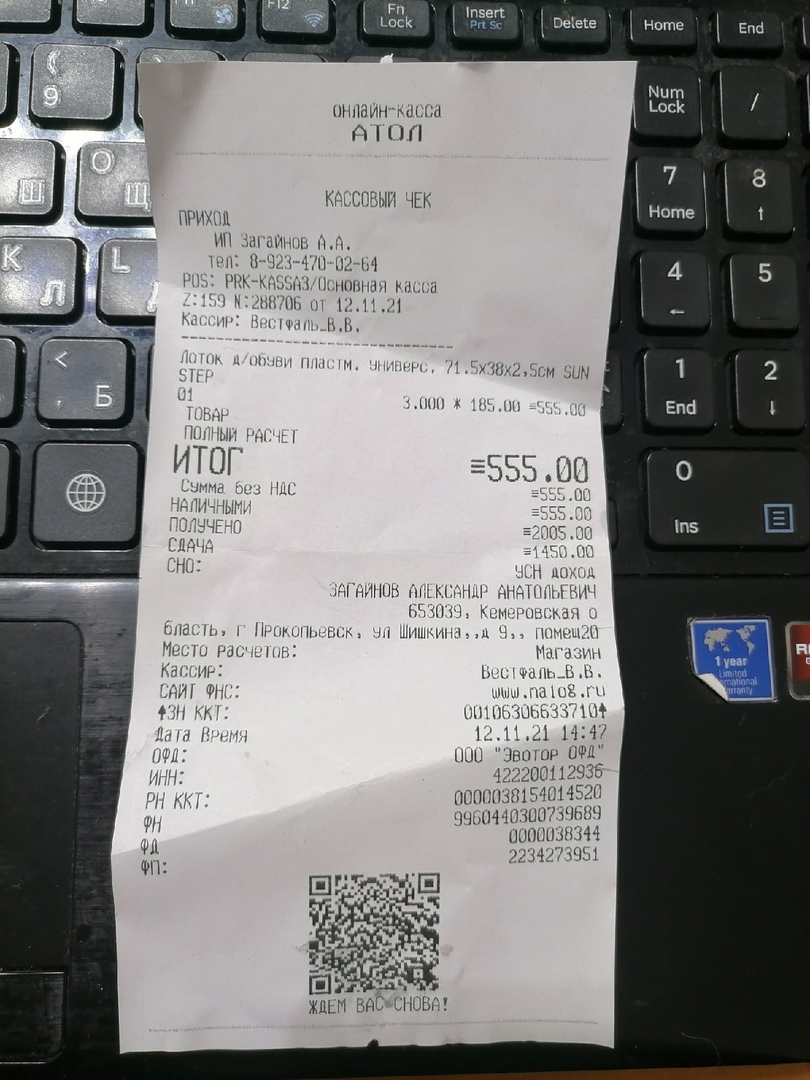 F12
Fn
Lock
Insert
Prt Sc
Delete
Home
End
(
9
Num
Lock
/
О
Ш
Щ
7
Home
8
К
Л
L
4
5
<
,
Б
1
End
2
0
Ins
1 year
Limited
онлайн-касса
АТОЛ
КАССОВЫЙ ЧЕК
ПРИХОД
ИП Загайнов А.А.
тел: 8-923-470-02-64
POS: PRK-KASSA3/Основная касса
Z:159 N:288706 от 12.11.21
Кассир: Вестфаль_В.В.
--------------------------------
Лоток д/обуви пластм. универс. 71.5х38х2,5см SUN
STEP
01 3.000 * 185.00 ≡555.00
ТОВАР
ПОЛНЫЙ РАСЧЕТ
ИТОГ ≡555.00
Сумма без НДС ≡555.00
НАЛИЧНЫМИ ≡555.00
ПОЛУЧЕНО ≡2005.00
СДАЧА ≡1450.00
СНО: УСН доход
ЗАГАЙНОВ АЛЕКСАНДР АНАТОЛЬЕВИЧ
653039, Кемеровская о
бласть, г Прокопьевск, ул Шишкина,,д 9,, помещ20
Место расчетов: Магазин
Кассир: Вестфаль_В.В.
САЙТ ФНС: www.nalog.ru
ЗН ККТ: 00106306633710
Дата Время 12.11.21 14:47
ОФД: ООО "Эвотор ОФД"
ИНН: 422200112936
РН ККТ: 0000038154014520
ФН 9960440300739689
ФД 0000038344
ФП: 2234273951
ЖДЕМ ВАС СНОВА!